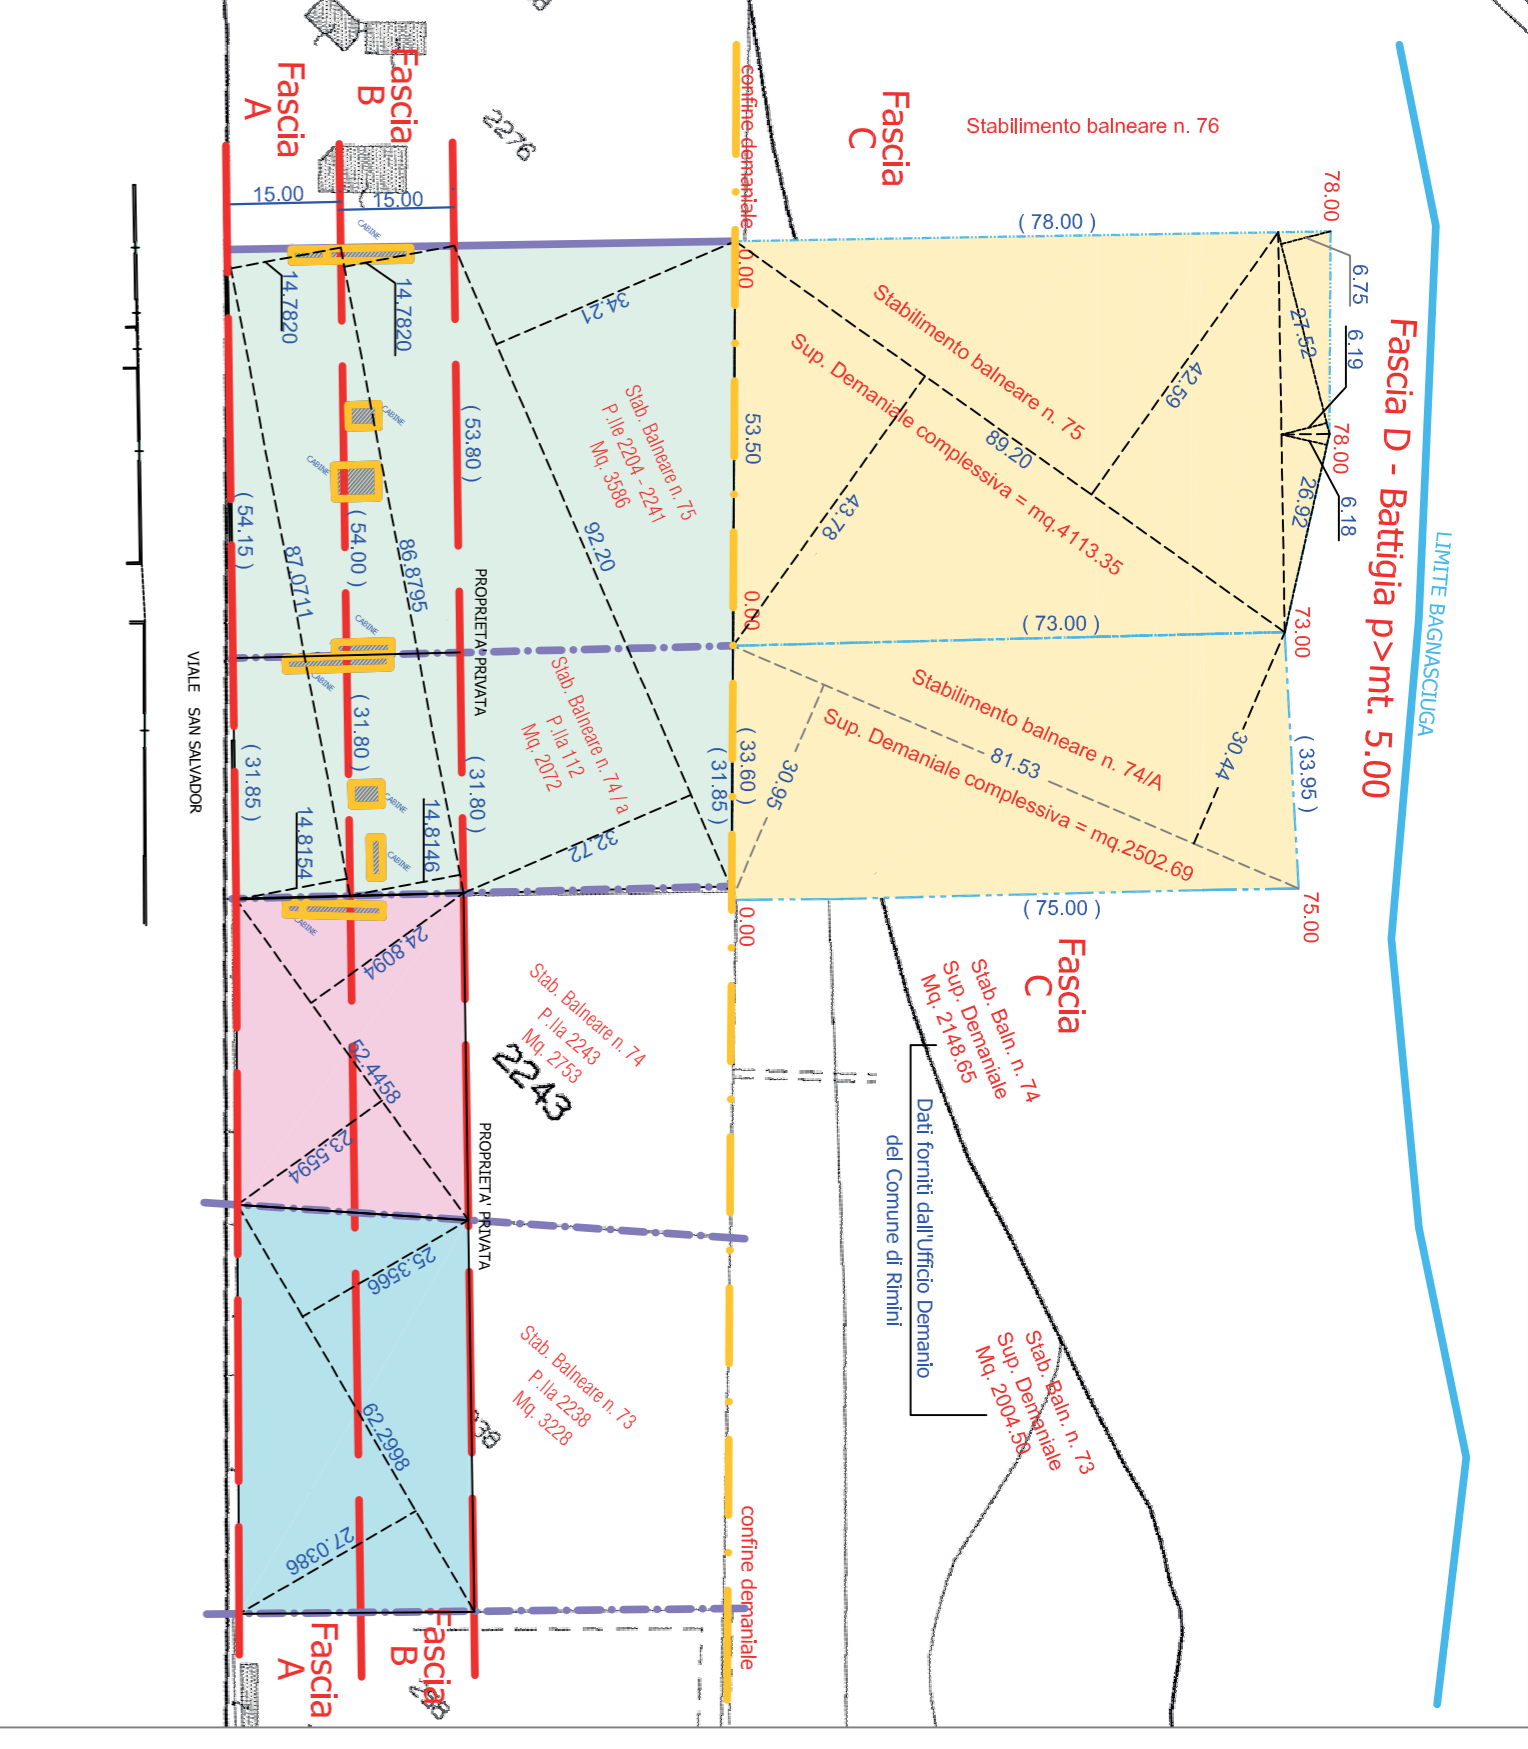 Fascia
A
Fascia
B
2276
confine demaniale
Fascia
C
Stabilimento balneare n. 76
15.00
15.00
CABINE
14.7820
14.7820
34.21
0.00
( 78.00 )
78.00
6.75
27.52
6.19
78.00
6.18
26.92
Fascia D - Battigia p>mt. 5.00
LIMITE BAGNASCIUGA
Stabilimento balneare n. 75
Sup. Demaniale complessiva = mq.4113.35
42.59
89.20
43.78
53.50
0.00
( 73.00 )
73.00
Stab. Balneare n. 75
P.lle 2204 - 2241
Mq. 3586
( 53.80 )
92.20
CABINE
CABINE
( 54.15 )
( 54.00 )
87.0711
86.8795
PROPRIETA' PRIVATA
CABINE
CABINE
VIALE SAN SALVADOR
Stab. Balneare n. 74 / a
P.lla 112
Mq. 2072
( 31.85 )
( 31.80 )
( 31.80 )
( 31.85 )
( 33.60 )
CABINE
CABINE
14.8154
14.8146
32.72
30.95
Stabilimento balneare n. 74/A
Sup. Demaniale complessiva = mq.2502.69
81.53
30.44
( 33.95 )
( 75.00 )
75.00
0.00
CABINE
24.8094
52.4458
23.5594
Stab. Balneare n. 74
P.lla 2243
Mq. 2753
2243
PROPRIETA' PRIVATA
Fascia
C
Stab. Baln. n. 74
Sup. Demaniale
Mq. 2148.65
Dati forniti dall'Ufficio Demanio
del Comune di Rimini
25.3566
62.2998
27.0386
Stab. Balneare n. 73
P.lla 2238
Mq. 3228
38
Stab. Baln. n. 73
Sup. Demaniale
Mq. 2004.50
confine demaniale
Fascia
A
Fascia
B